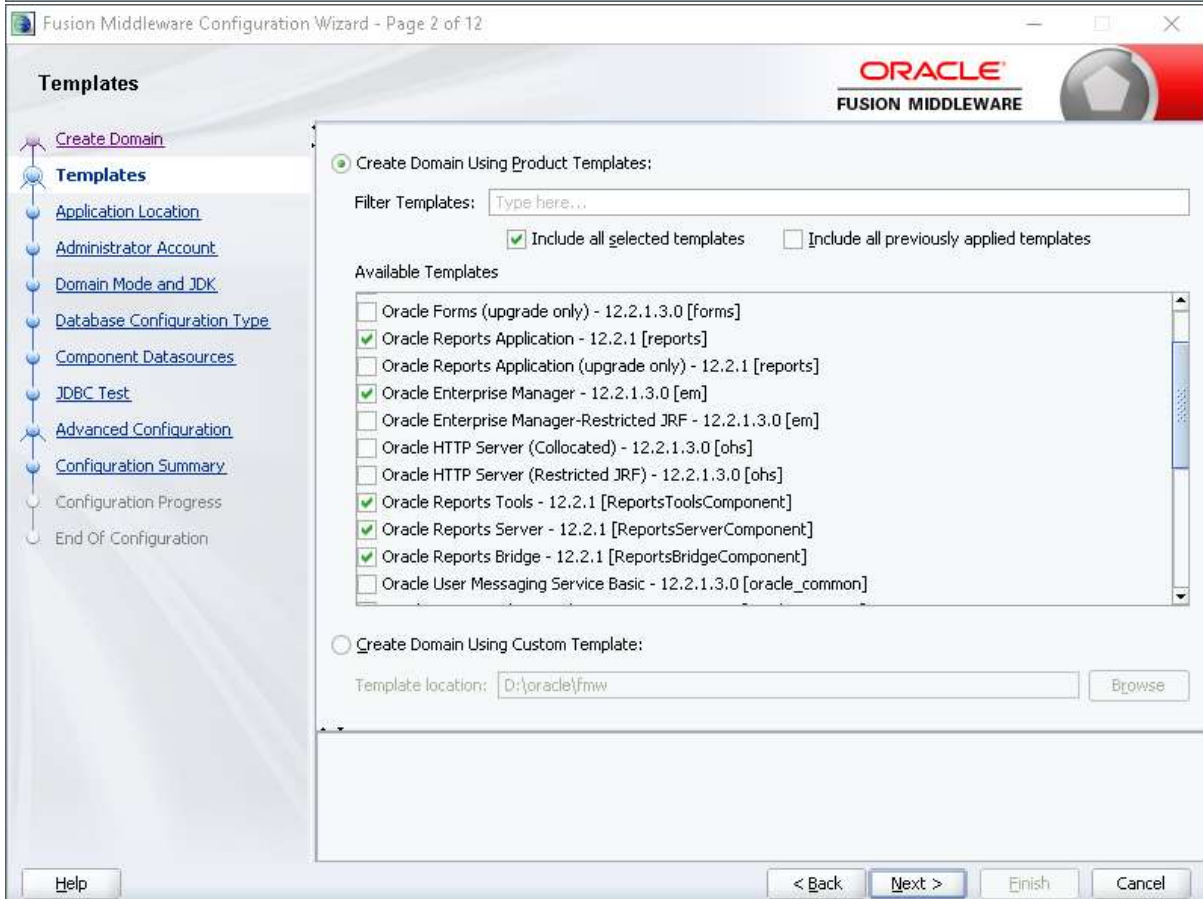 Fusion Middleware Configuration Wizard - Page 2 of 12
Templates
ORACLE
FUSION MIDDLEWARE
Create Domain
Templates
Application Location
Administrator Account
Domain Mode and JDK
Database Configuration Type
Component Datasources
JDBC Test
Advanced Configuration
Configuration Summary
Configuration Progress
End Of Configuration
Create Domain Using Product Templates:
Filter Templates: Type here...
Include all selected templates Include all previously applied templates
Available Templates
Oracle Forms (upgrade only) - 12.2.1.3.0 [forms]
Oracle Reports Application - 12.2.1 [reports]
Oracle Reports Application (upgrade only) - 12.2.1 [reports]
Oracle Enterprise Manager - 12.2.1.3.0 [em]
Oracle Enterprise Manager-Restricted JRF - 12.2.1.3.0 [em]
Oracle HTTP Server (Collocated) - 12.2.1.3.0 [ohs]
Oracle HTTP Server (Restricted JRF) - 12.2.1.3.0 [ohs]
Oracle Reports Tools - 12.2.1 [ReportsToolsComponent]
Oracle Reports Server - 12.2.1 [ReportsServerComponent]
Oracle Reports Bridge - 12.2.1 [ReportsBridgeComponent]
Oracle User Messaging Service Basic - 12.2.1.3.0 [oracle_common]
Create Domain Using Custom Template:
Template location: D:\oracle\fmw Browse
Help < Back Next > Finish Cancel